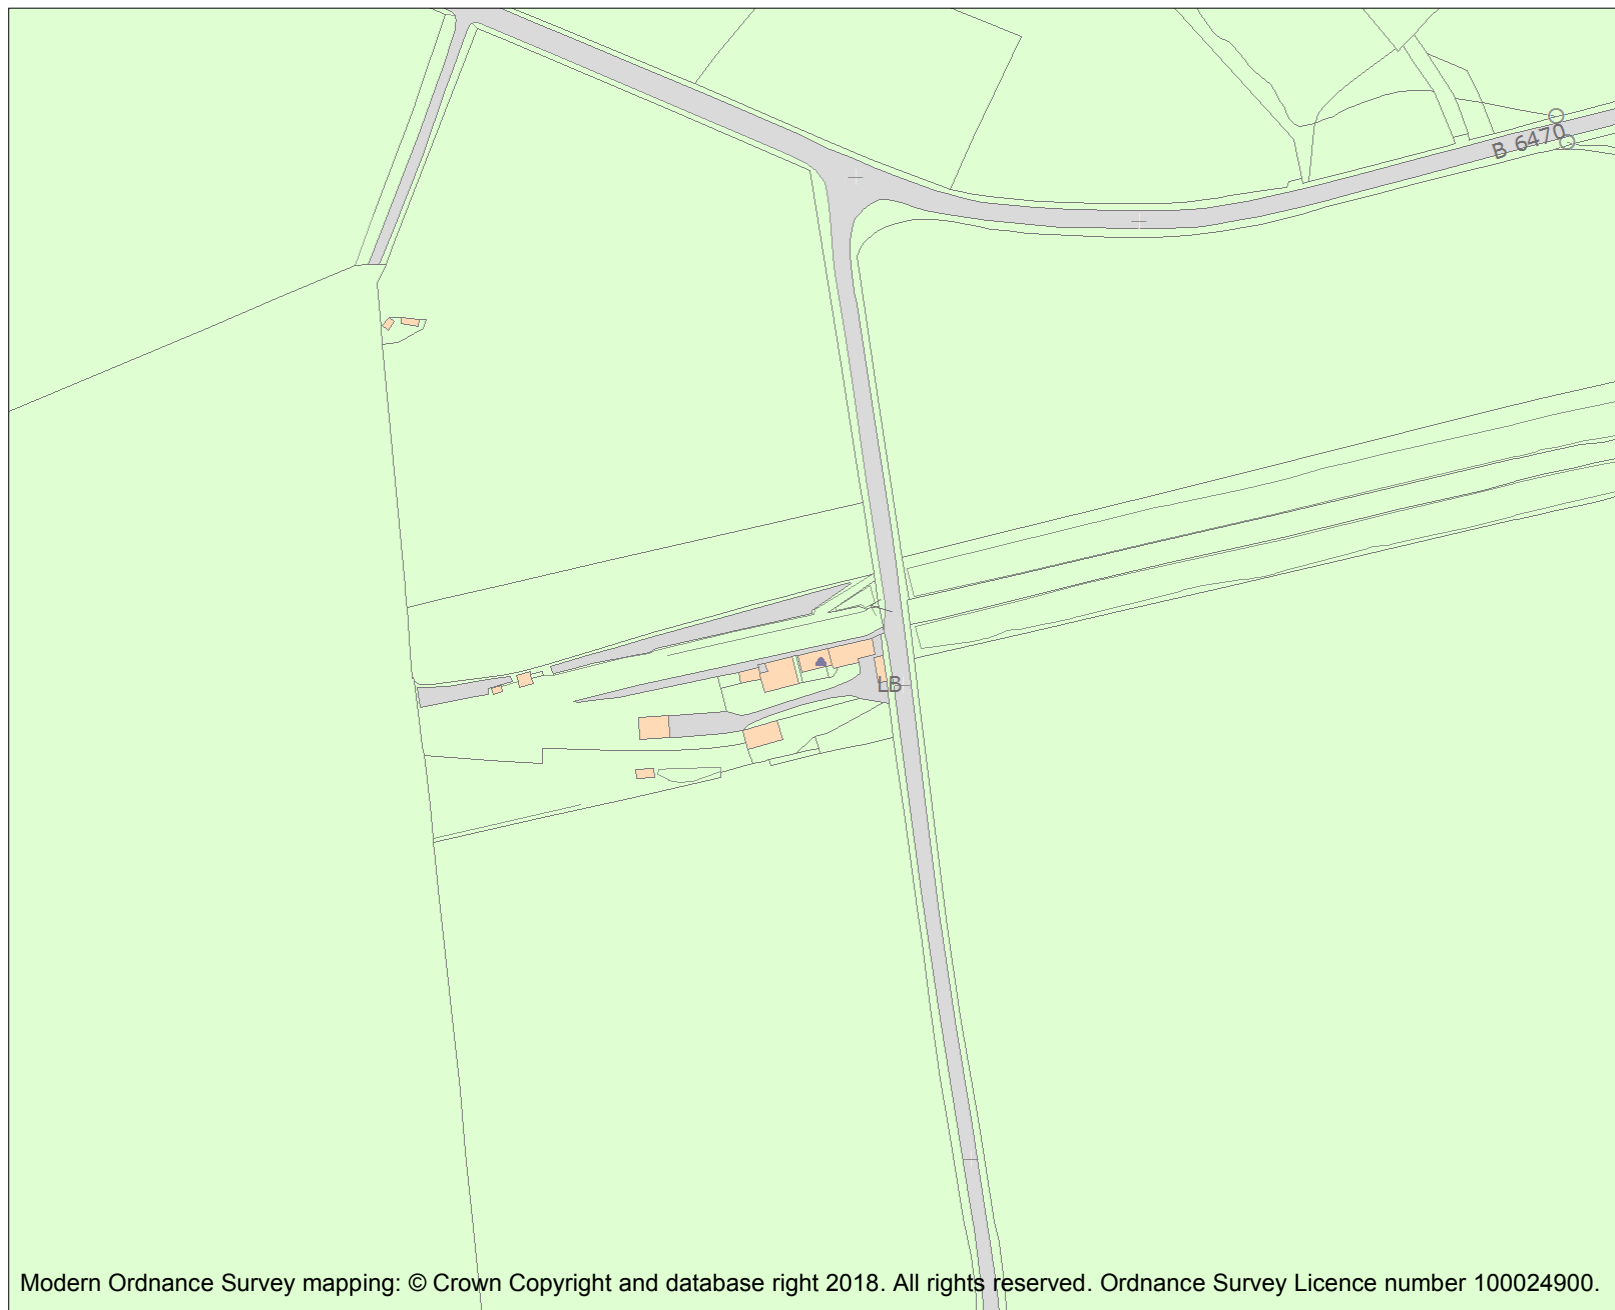 B 6470
LB
Modern Ordnance Survey mapping: © Crown Copyright and database right 2018. All rights reserved. Ordnance Survey Licence number 100024900.